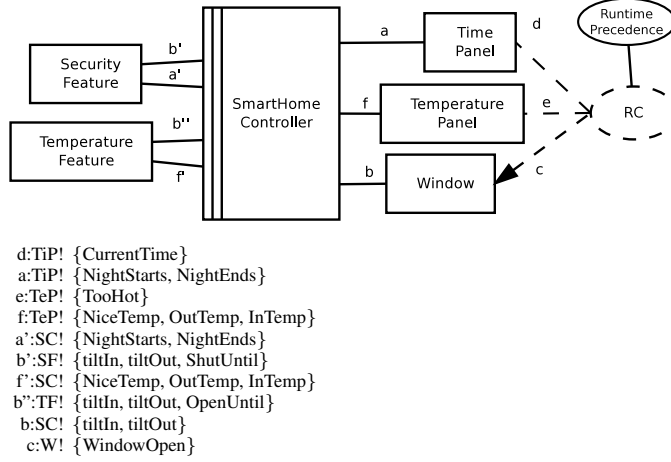 Runtime
Precedence
d
Time
Panel
a
b'
Security
Feature
a'
SmartHome
Controller
f
Temperature
Panel
e
RC
b''
Temperature
Feature
f'
b
Window
c
d:TiP! {CurrentTime}
a:TiP! {NightStarts, NightEnds}
e:TeP! {TooHot}
f:TeP! {NiceTemp, OutTemp, InTemp}
a’:SC! {NightStarts, NightEnds}
b’:SF! {tiltIn, tiltOut, ShutUntil}
f’:SC! {NiceTemp, OutTemp, InTemp}
b”:TF! {tiltIn, tiltOut, OpenUntil}
b:SC! {tiltIn, tiltOut}
c:W! {WindowOpen}